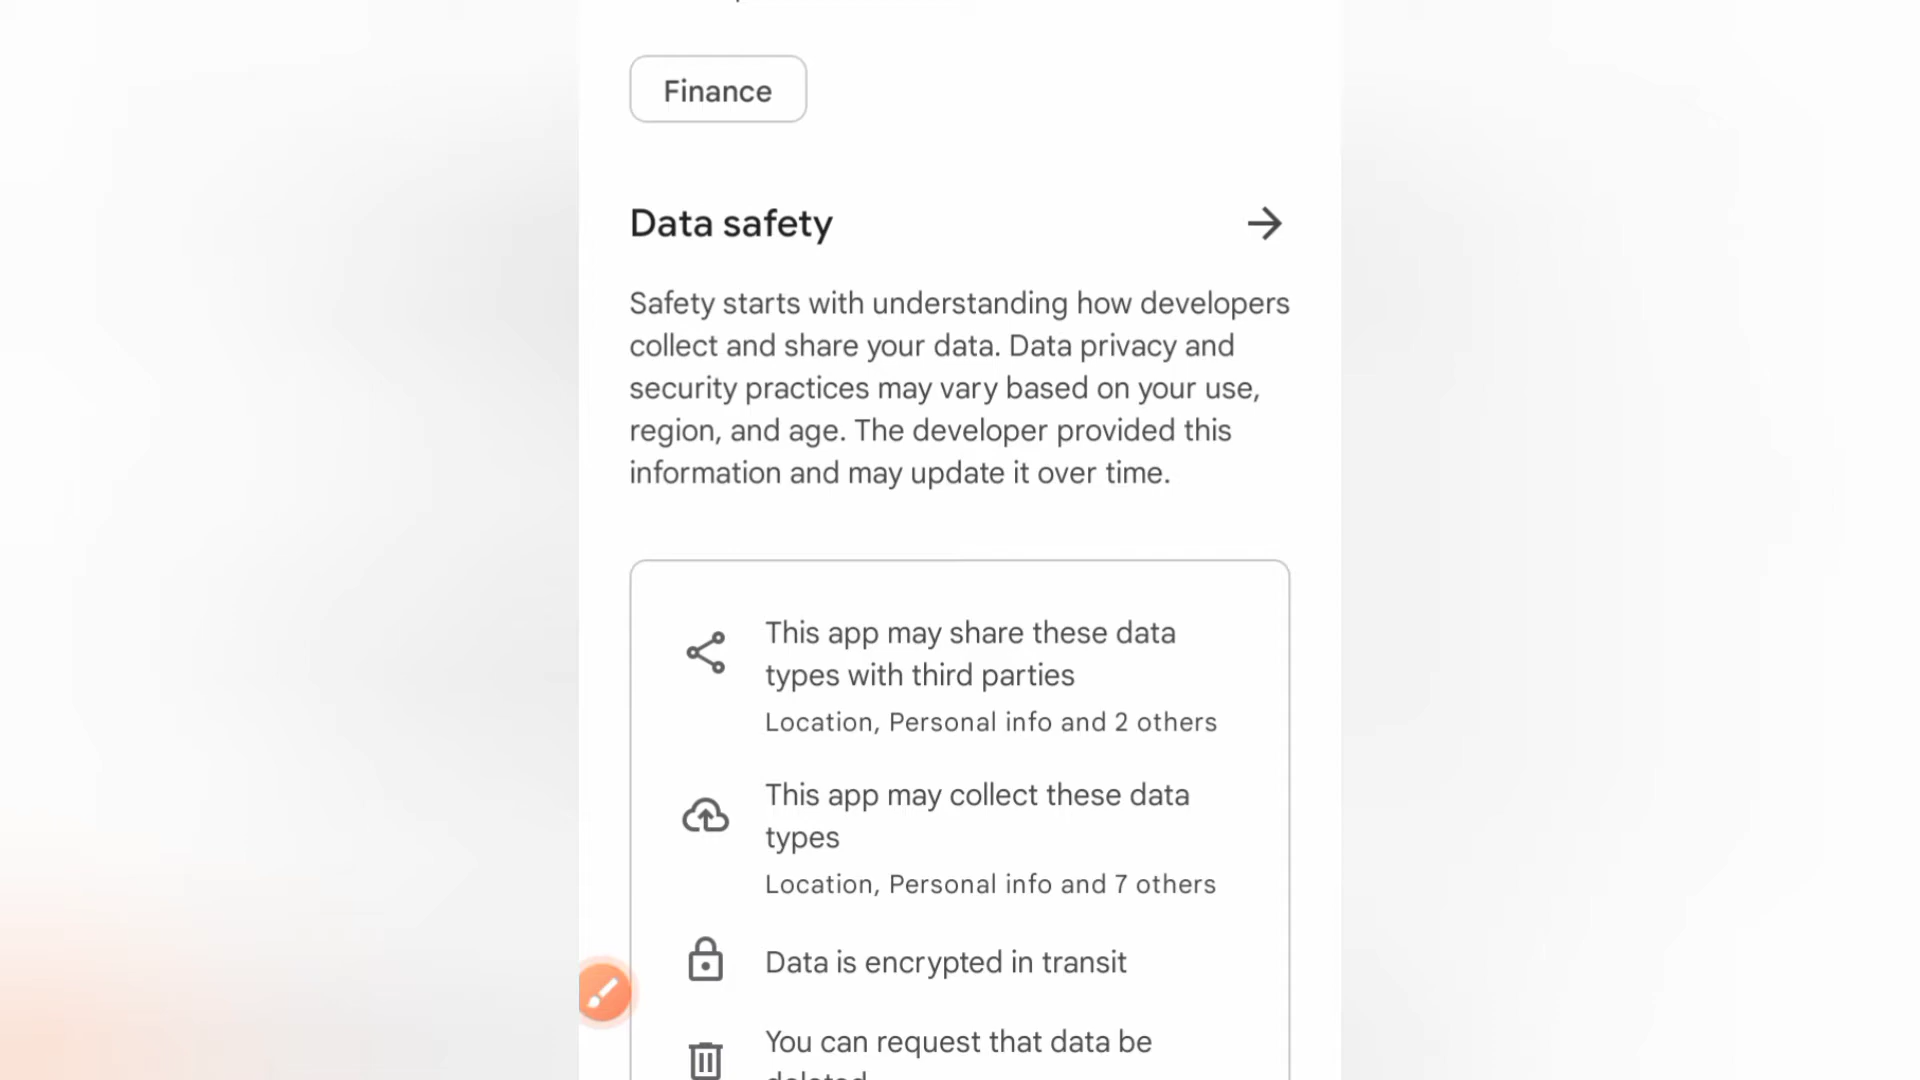 Finance
Data safety
Safety starts with understanding how developers
collect and share your data. Data privacy and
security practices may vary based on your use,
region, and age. The developer provided this
information and may update it over time.
This app may share these data
types with third parties
Location, Personal info and 2 others
This app may collect these data
types
Location, Personal info and 7 others
Data is encrypted in transit
You can request that data be
deleted